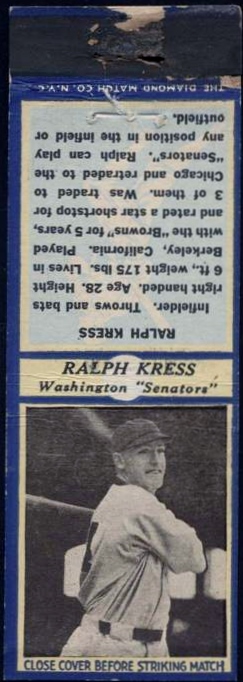 THE DIAMOND MATCH CO. N.Y.C.
RALPH KRESS
Infielder. Throws and bats
right handed. Age 28. Height
6 ft., weight 175 lbs. Lives in
Berkeley, California. Played
with the "Browns" for 5 years,
and rated a star shortstop for
3 of them. Was traded to
Chicago and retraded to the
"Senators". Ralph can play
any position in the infield or
outfield.
RALPH KRESS
Washington "Senators"
CLOSE COVER BEFORE STRIKING MATCH